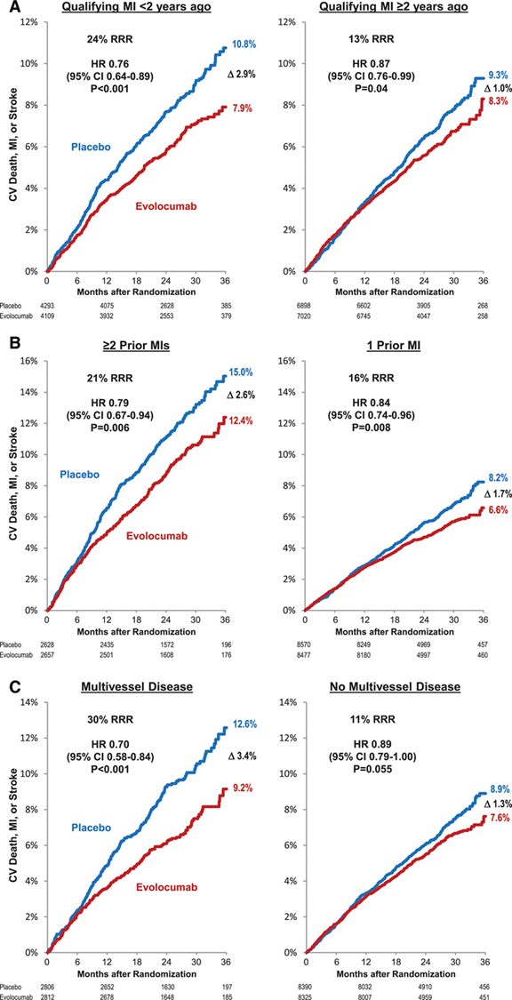 A
Qualifying MI <2 years ago
Qualifying MI ≥2 years ago
CV Death, MI, or Stroke
12%
10%
8%
6%
4%
2%
0%
24% RRR
HR 0.76
(95% CI 0.64-0.89)
P<0.001
10.8%
Δ 2.9%
7.9%
Placebo
Evolocumab
0 6 12 18 24 30 36
Months after Randomization
Placebo 4293 4075 2628 385
Evolocumab 4109 3932 2553 379
12%
10%
8%
6%
4%
2%
0%
13% RRR
HR 0.87
(95% CI 0.76-0.99)
P=0.04
9.3%
Δ 1.0%
8.3%
0 6 12 18 24 30 36
Months after Randomization
6898 6602 3905 268
7020 6745 4047 258
B
≥2 Prior MIs
1 Prior MI
CV Death, MI, or Stroke
16%
14%
12%
10%
8%
6%
4%
2%
0%
21% RRR
HR 0.79
(95% CI 0.67-0.94)
P=0.006
15.0%
Δ 2.6%
12.4%
Placebo
Evolocumab
0 6 12 18 24 30 36
Months after Randomization
Placebo 2628 2435 1572 196
Evolocumab 2657 2501 1608 176
16%
14%
12%
10%
8%
6%
4%
2%
0%
16% RRR
HR 0.84
(95% CI 0.74-0.96)
P=0.008
8.2%
Δ 1.7%
6.6%
0 6 12 18 24 30 36
Months after Randomization
8570 8249 4969 457
8477 8180 4997 460
C
Multivessel Disease
No Multivessel Disease
CV Death, MI, or Stroke
14%
12%
10%
8%
6%
4%
2%
0%
30% RRR
HR 0.70
(95% CI 0.58-0.84)
P<0.001
12.6%
Δ 3.4%
9.2%
Placebo
Evolocumab
0 6 12 18 24 30 36
Months after Randomization
Placebo 2806 2652 1630 197
Evolocumab 2812 2678 1648 185
14%
12%
10%
8%
6%
4%
2%
0%
11% RRR
HR 0.89
(95% CI 0.79-1.00)
P=0.055
8.9%
Δ 1.3%
7.6%
0 6 12 18 24 30 36
Months after Randomization
8390 8032 4910 456
8325 8007 4959 451